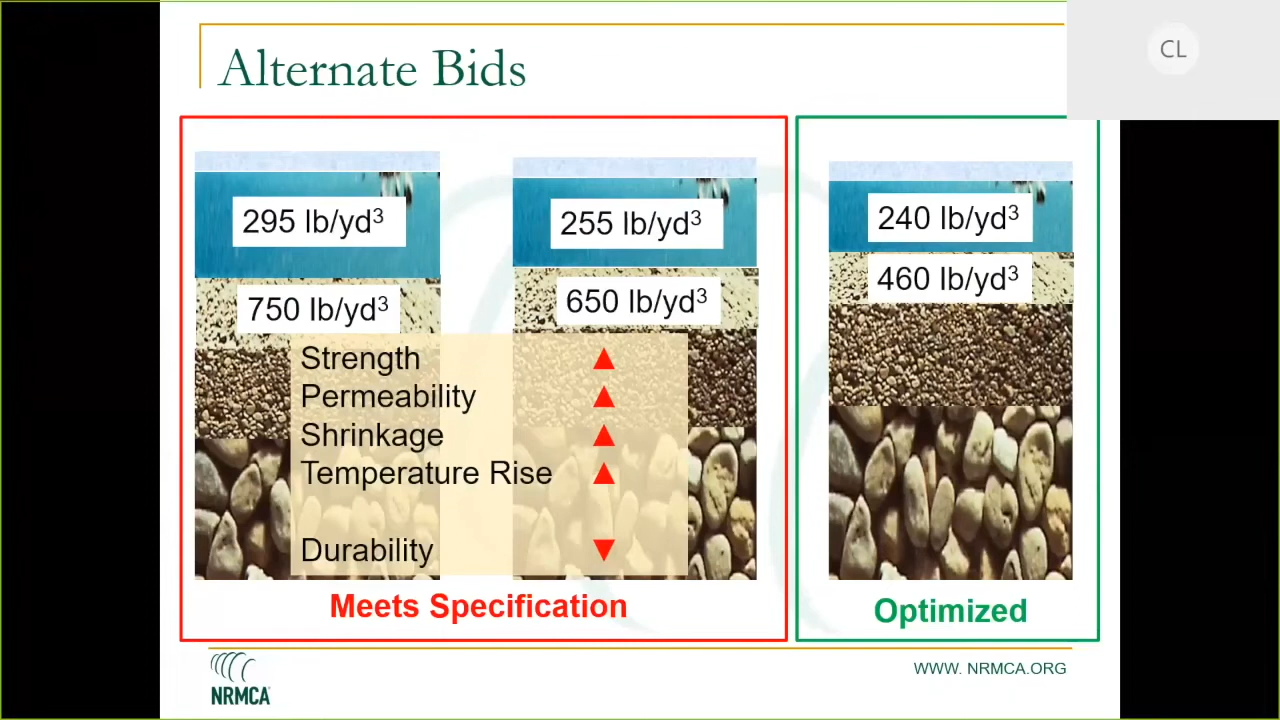 CL
Alternate Bids
295 lb/yd³
255 lb/yd³
240 lb/yd³
750 lb/yd³
650 lb/yd³
460 lb/yd³
Strength ▲
Permeability ▲
Shrinkage ▲
Temperature Rise ▲
Durability ▼
Meets Specification
Optimized
NRMCA
WWW. NRMCA.ORG